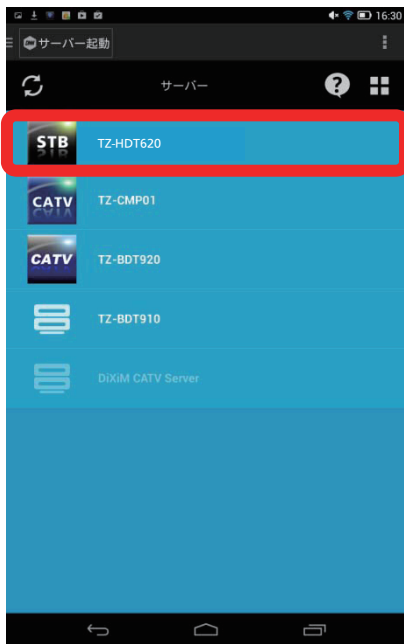 16:30
サーバー起動
サーバー
STB TZ-HDT620
CATV TZ-CMP01
CATV TZ-BDT920
TZ-BDT910
DiXiM CATV Server